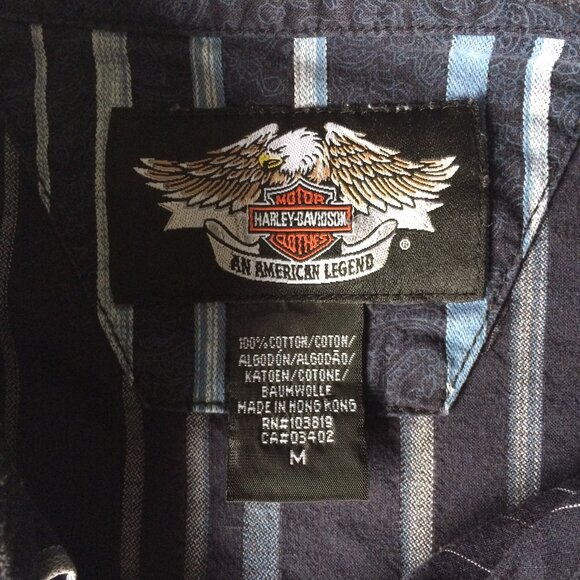 MOTOR
HARLEY-DAVIDSON
CLOTHES
®
AN AMERICAN LEGEND
100% COTTON/COTON/
ALGODÓN/ALGODÃO/
KATOEN/COTONE/
BAUMWOLLE
MADE IN HONG KONG
RN#103819
CA#03402
M